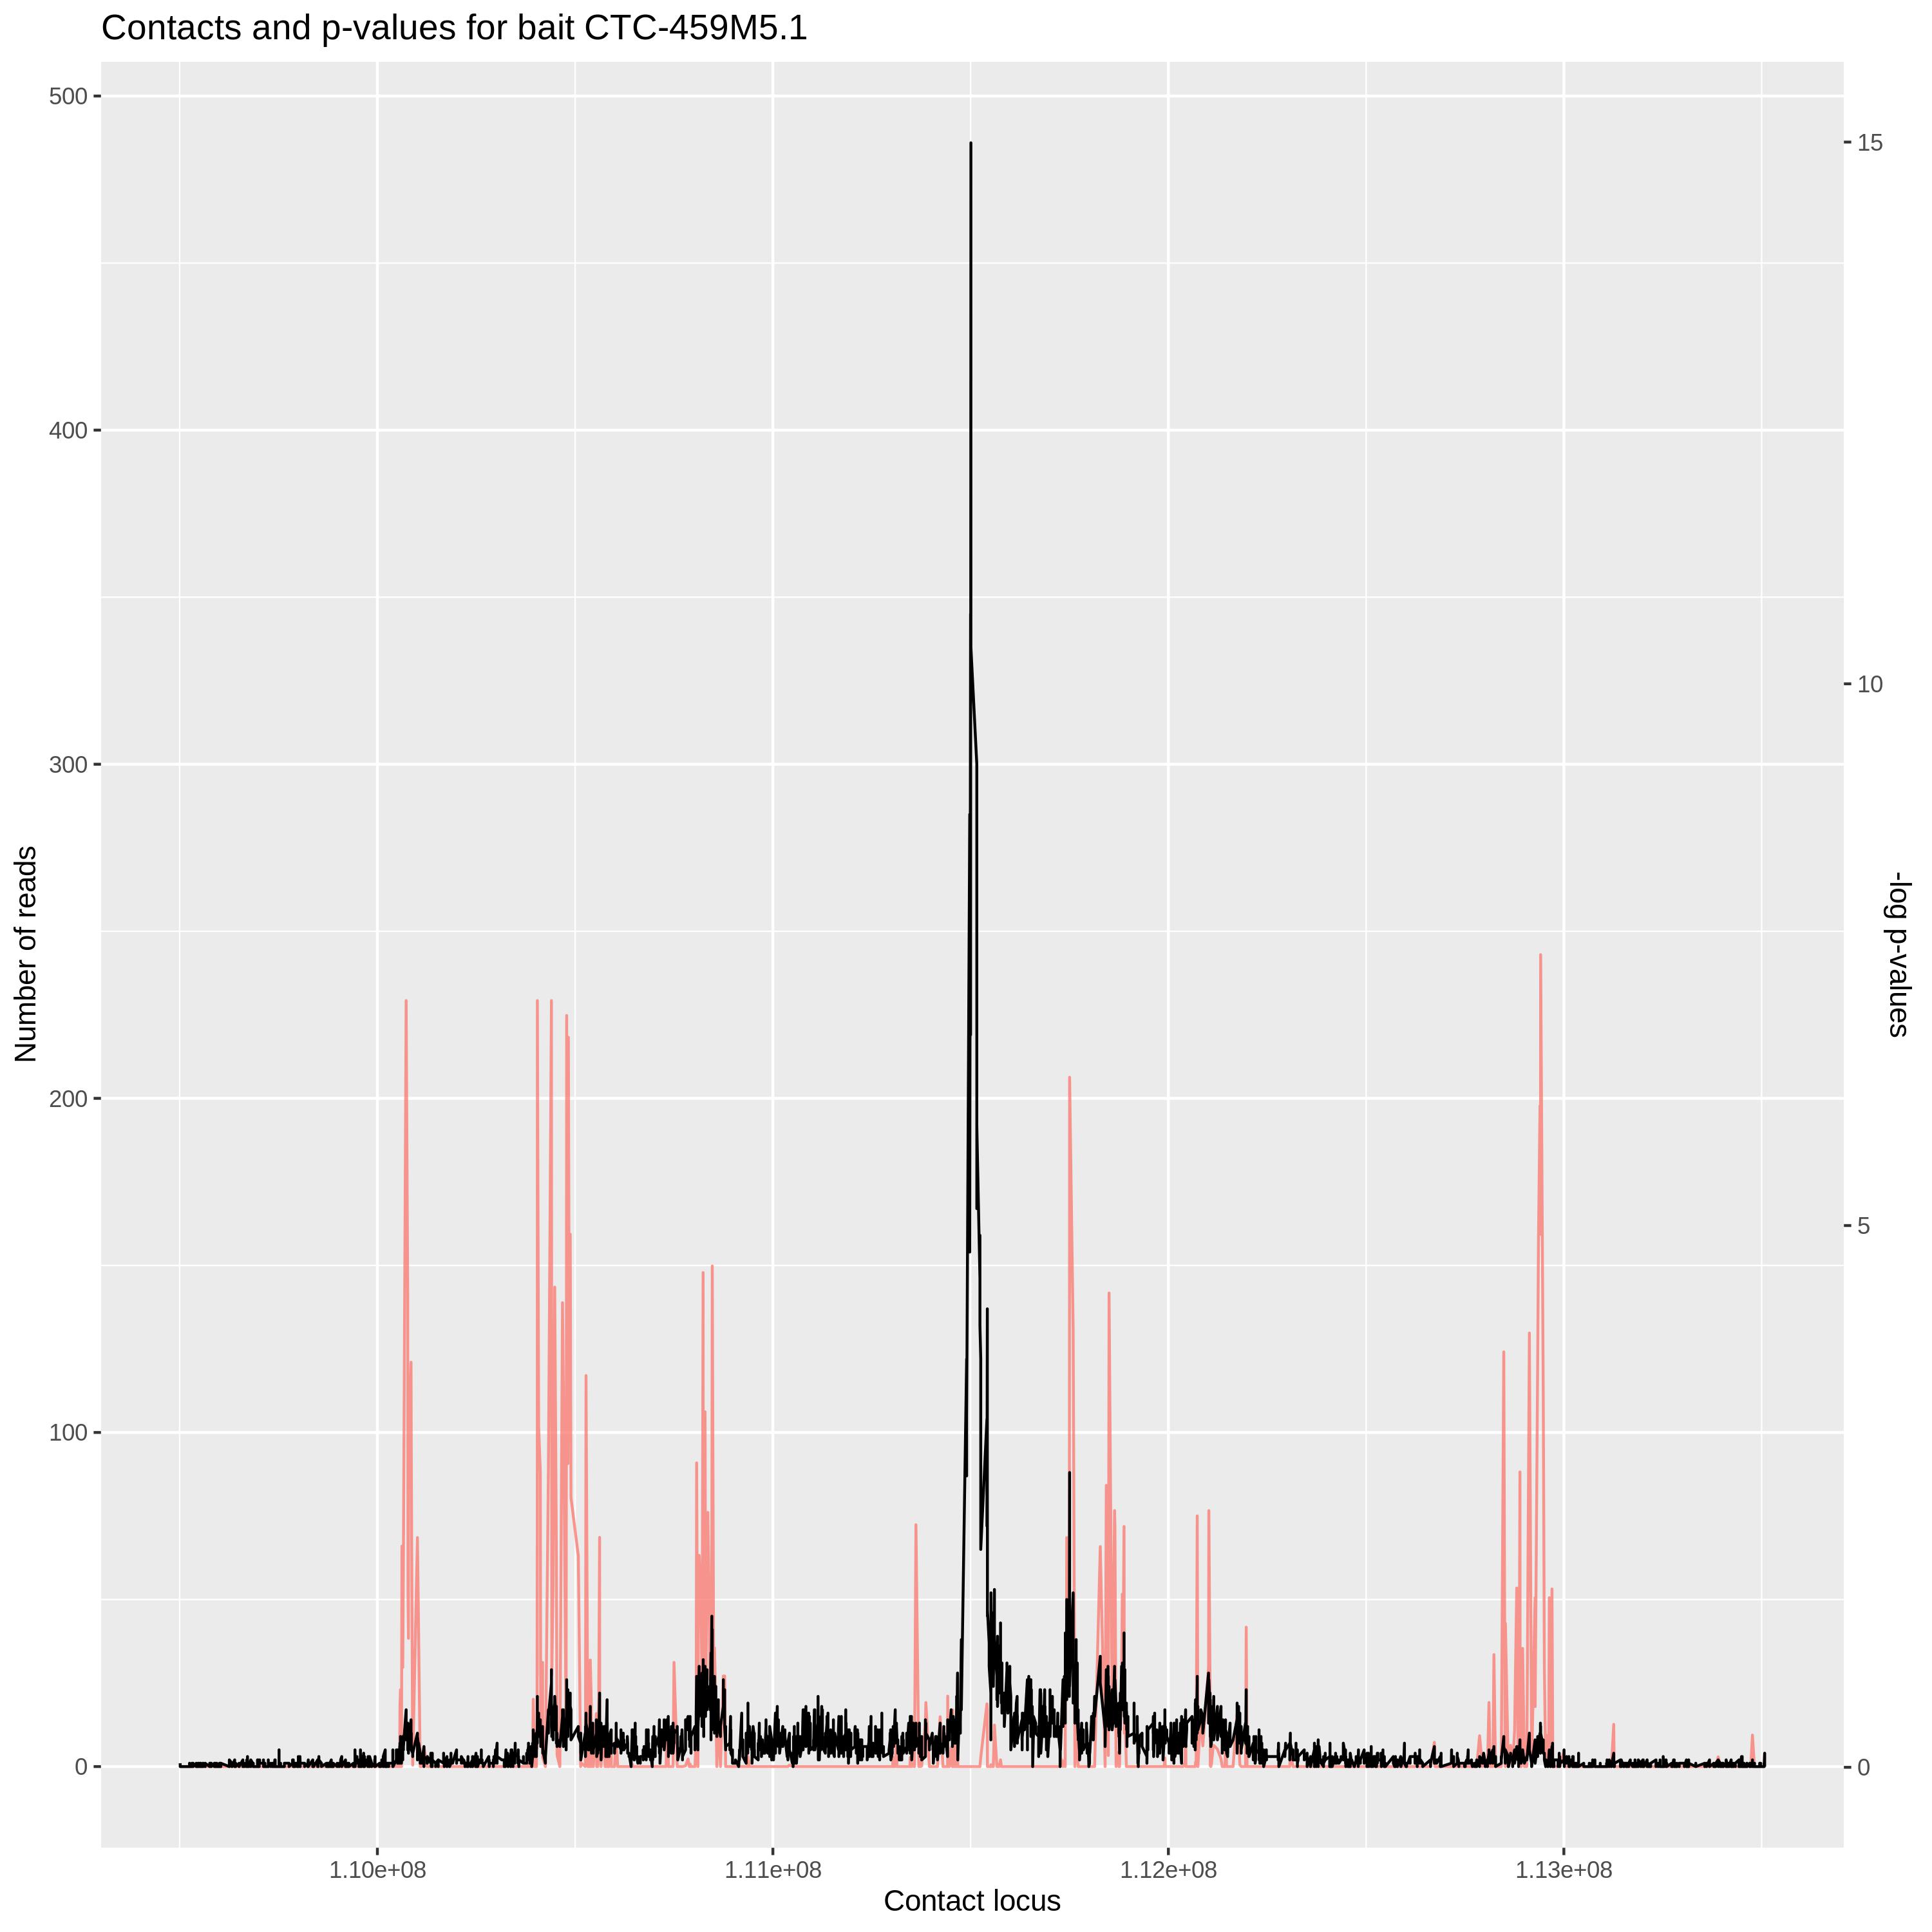 Contacts and p-values for bait CTC-459M5.1
500
400
300
200
100
0
Number of reads
15
10
5
0
-log p-values
1.10e+08
1.11e+08
1.12e+08
1.13e+08
Contact locus